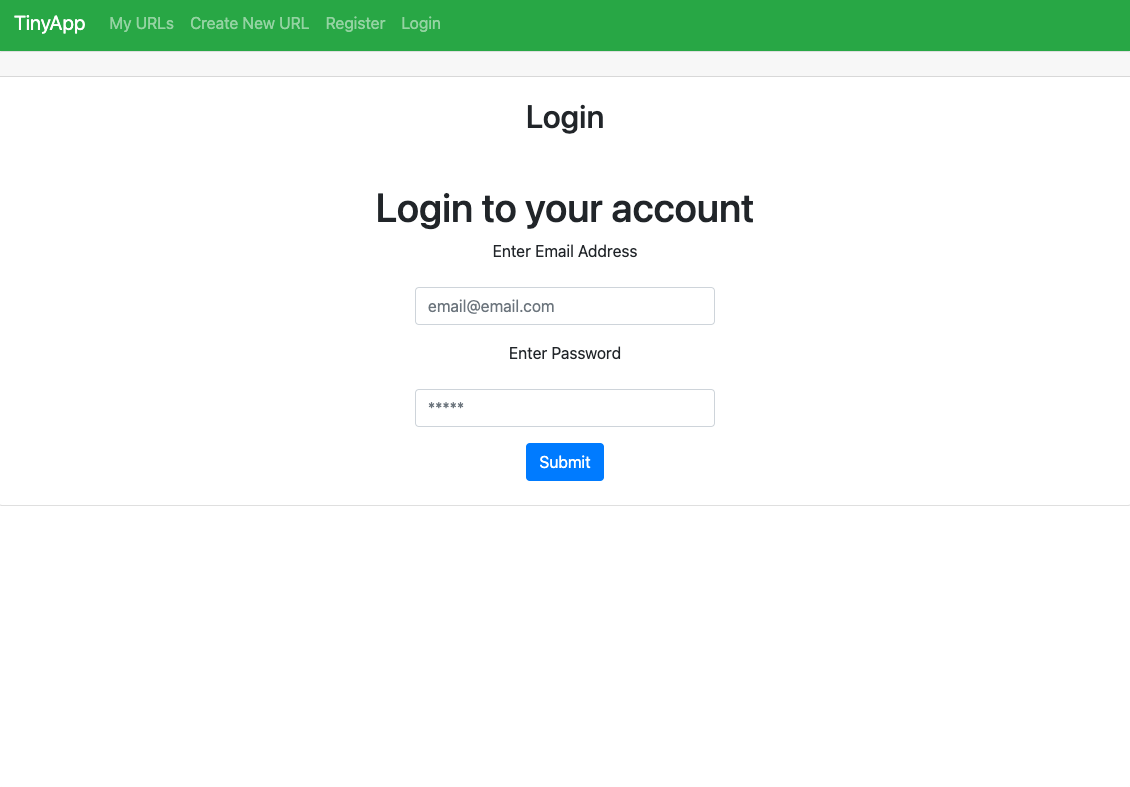 TinyApp My URLs Create New URL Register Login
Login
Login to your account
Enter Email Address
email@email.com
Enter Password
*****
Submit